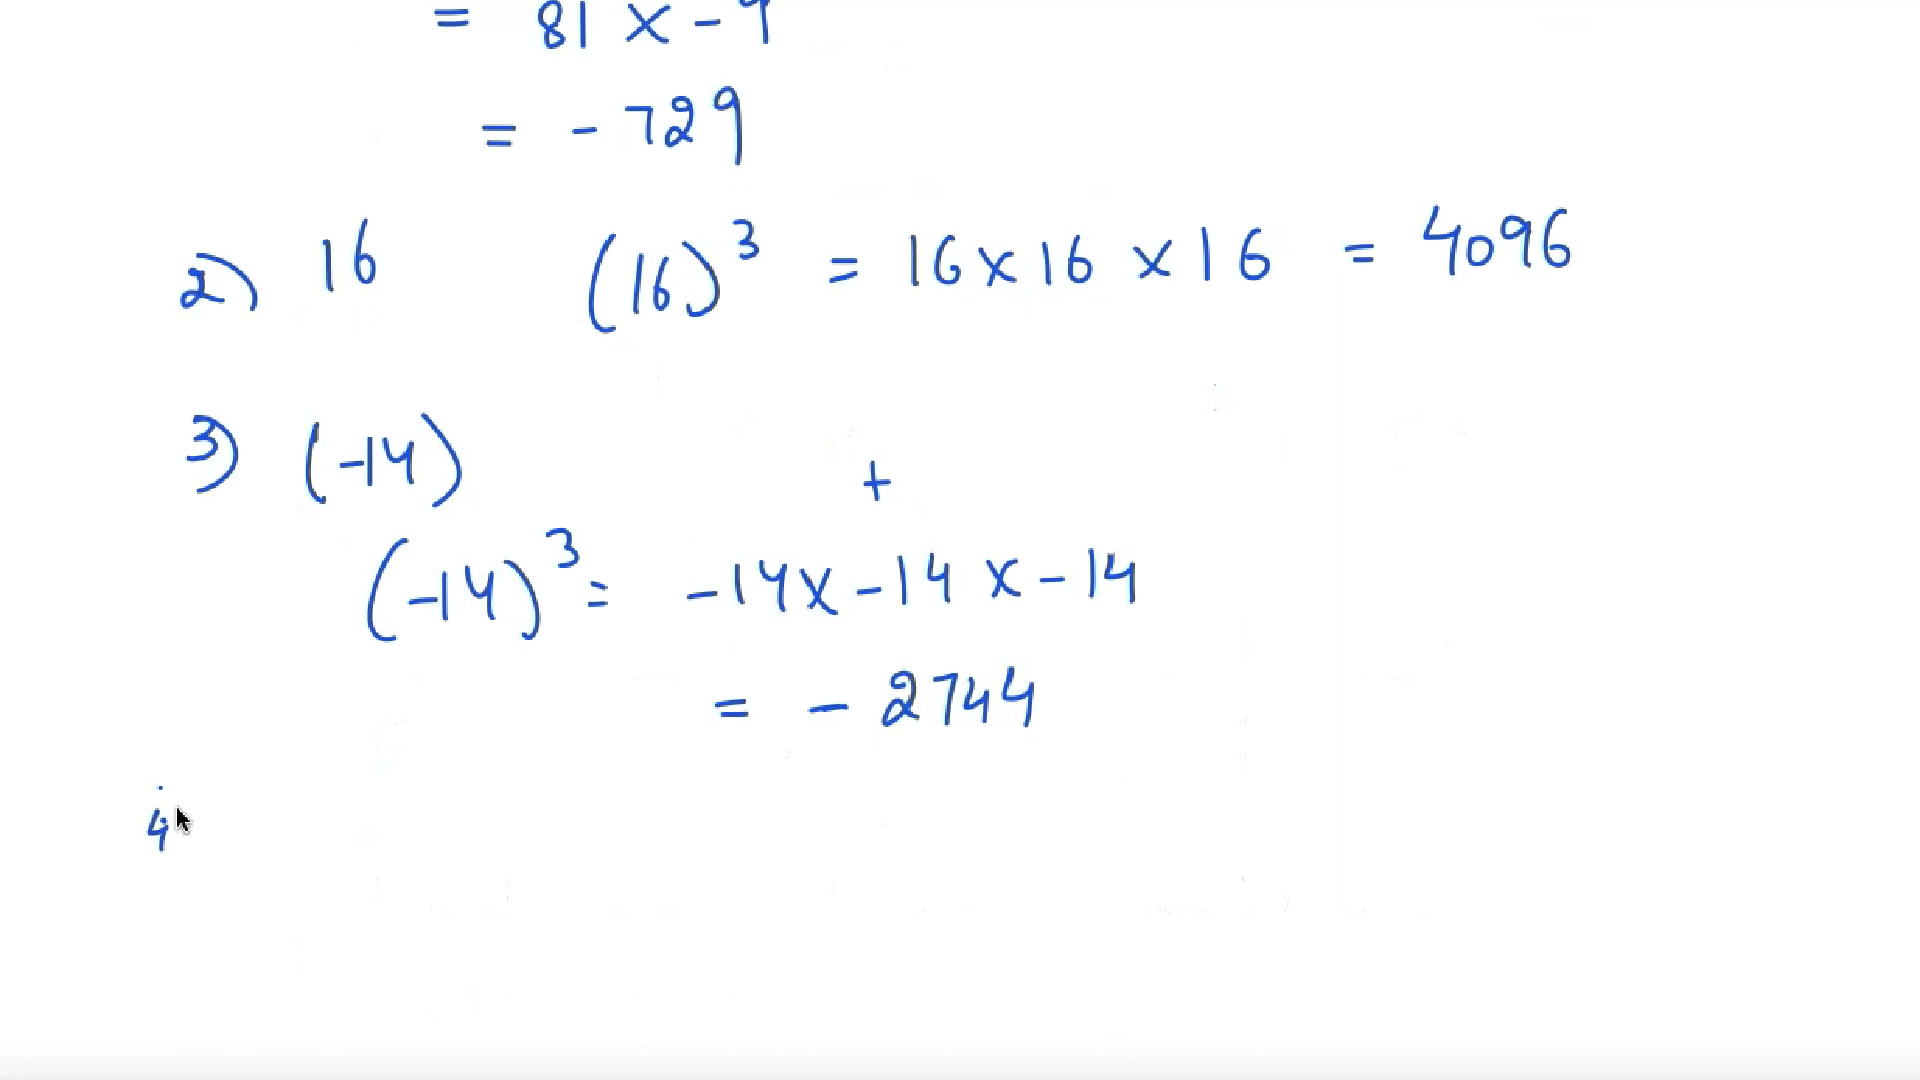 = 81 x - 9
= - 729
2) 16 (16)³ = 16 x 16 x 16 = 4096
3) (-14)
+
(-14)³ = -14 x -14 x -14
= - 2744
4